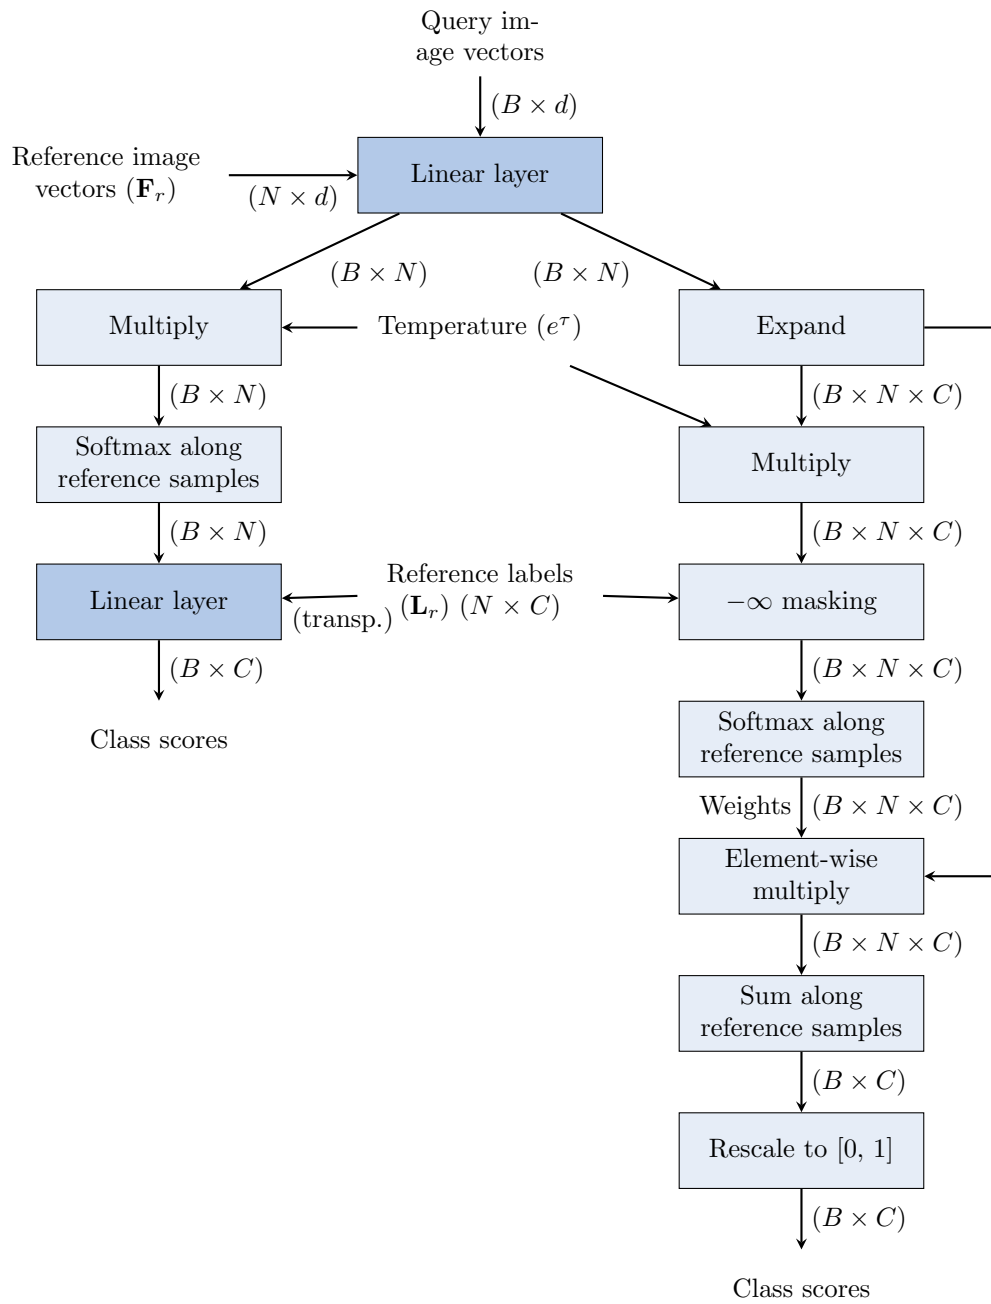 Query im-
age vectors
(B × d)
Reference image
vectors (F_r)
(N × d)
Linear layer
(B × N)
(B × N)
Multiply
Temperature (e^τ)
Expand
(B × N)
(B × N × C)
Softmax along
reference samples
Multiply
(B × N)
(B × N × C)
Linear layer
(transp.)
Reference labels
(L_r) (N × C)
−∞ masking
(B × C)
(B × N × C)
Class scores
Softmax along
reference samples
Weights
(B × N × C)
Element-wise
multiply
(B × N × C)
Sum along
reference samples
(B × C)
Rescale to [0, 1]
(B × C)
Class scores